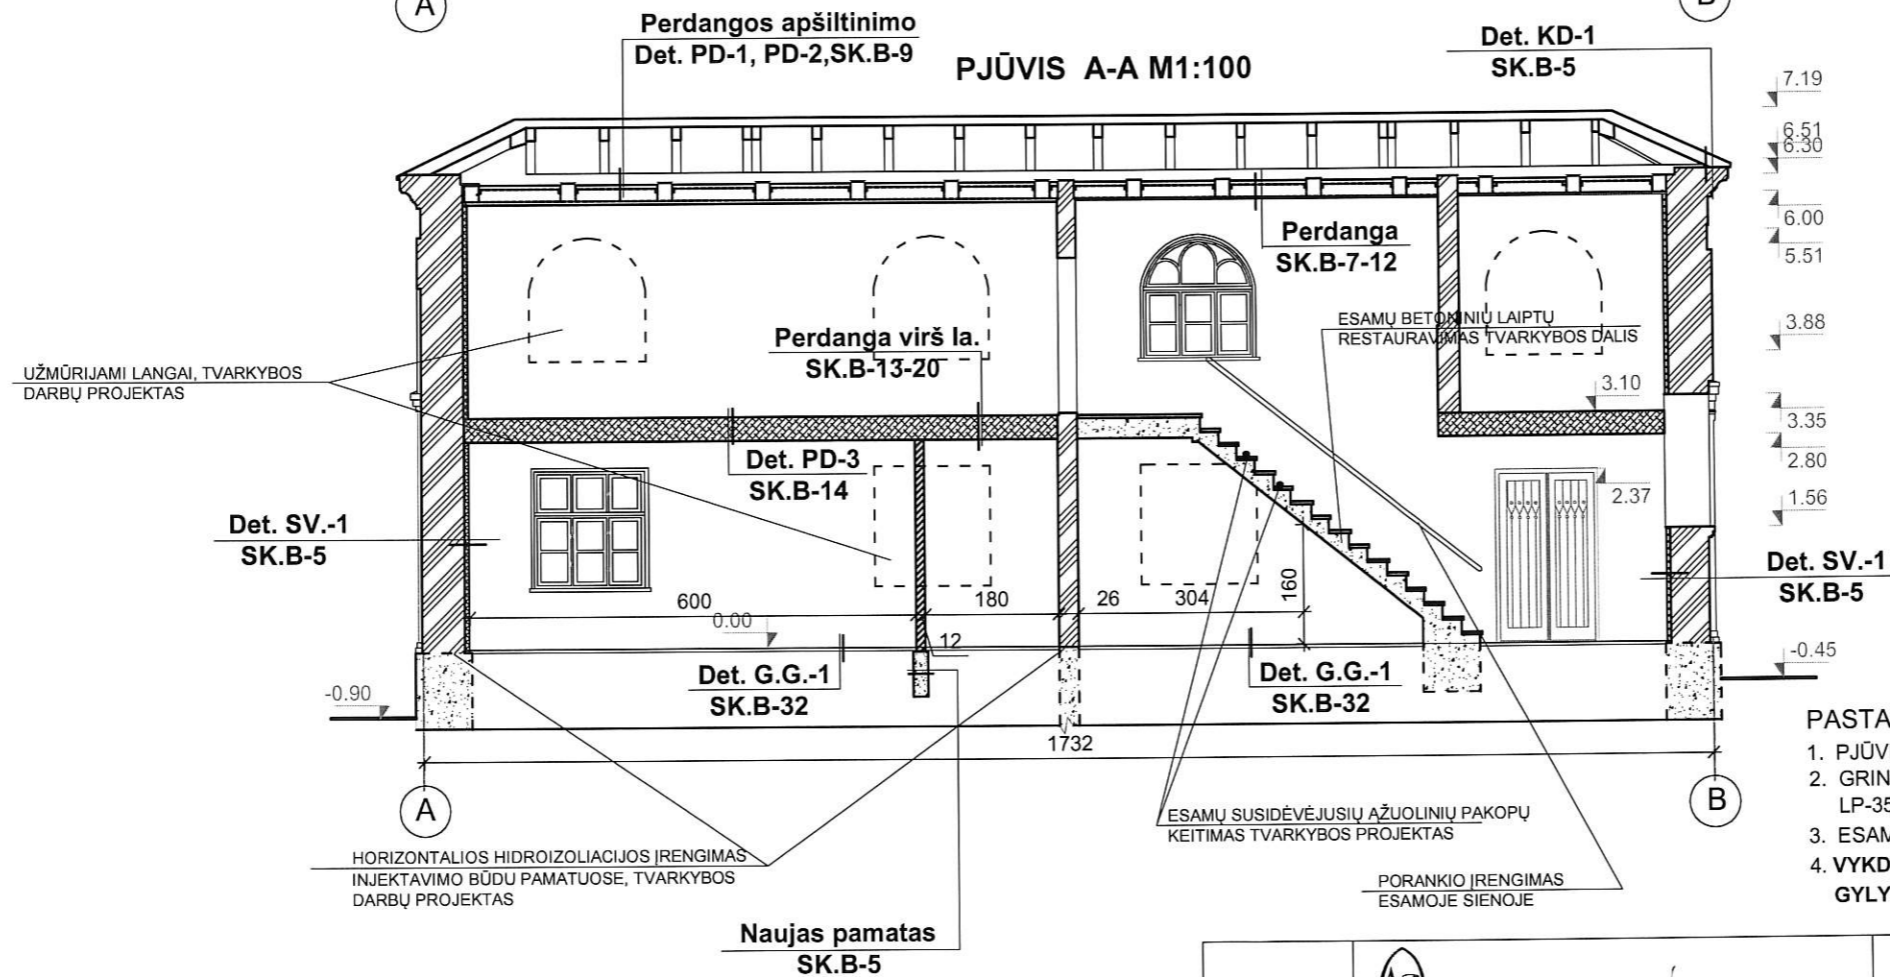 A
B
Perdangos apšiltinimo
Det. PD-1, PD-2,SK.B-9
PJŪVIS A-A M1:100
Det. KD-1
SK.B-5
7.19
6.51
6.30
6.00
5.51
3.88
3.35
2.80
1.56
-0.45
Perdanga
SK.B-7-12
ESAMŲ BETONINIŲ LAIPTŲ
RESTAURAVIMAS TVARKYBOS DALIS
Perdanga virš Ia.
SK.B-13-20
UŽMŪRIJAMI LANGAI, TVARKYBOS
DARBŲ PROJEKTAS
3.10
Det. PD-3
SK.B-14
2.37
Det. SV.-1
SK.B-5
Det. SV.-1
SK.B-5
600
180
26
304
160
0.00
12
Det. G.G.-1
SK.B-32
Det. G.G.-1
SK.B-32
-0.90
1732
A
B
PASTA
1. PJŪV
2. GRIN
LP-35
3. ESAM
4. VYKD
GYLY
ESAMŲ SUSIDĖVĖJUSIŲ ĄŽUOLINIŲ PAKOPŲ
KEITIMAS TVARKYBOS PROJEKTAS
HORIZONTALIOS HIDROIZOLIACIJOS ĮRENGIMAS
INJEKTAVIMO BŪDU PAMATUOSE, TVARKYBOS
DARBŲ PROJEKTAS
PORANKIO ĮRENGIMAS
ESAMOJE SIENOJE
Naujas pamatas
SK.B-5